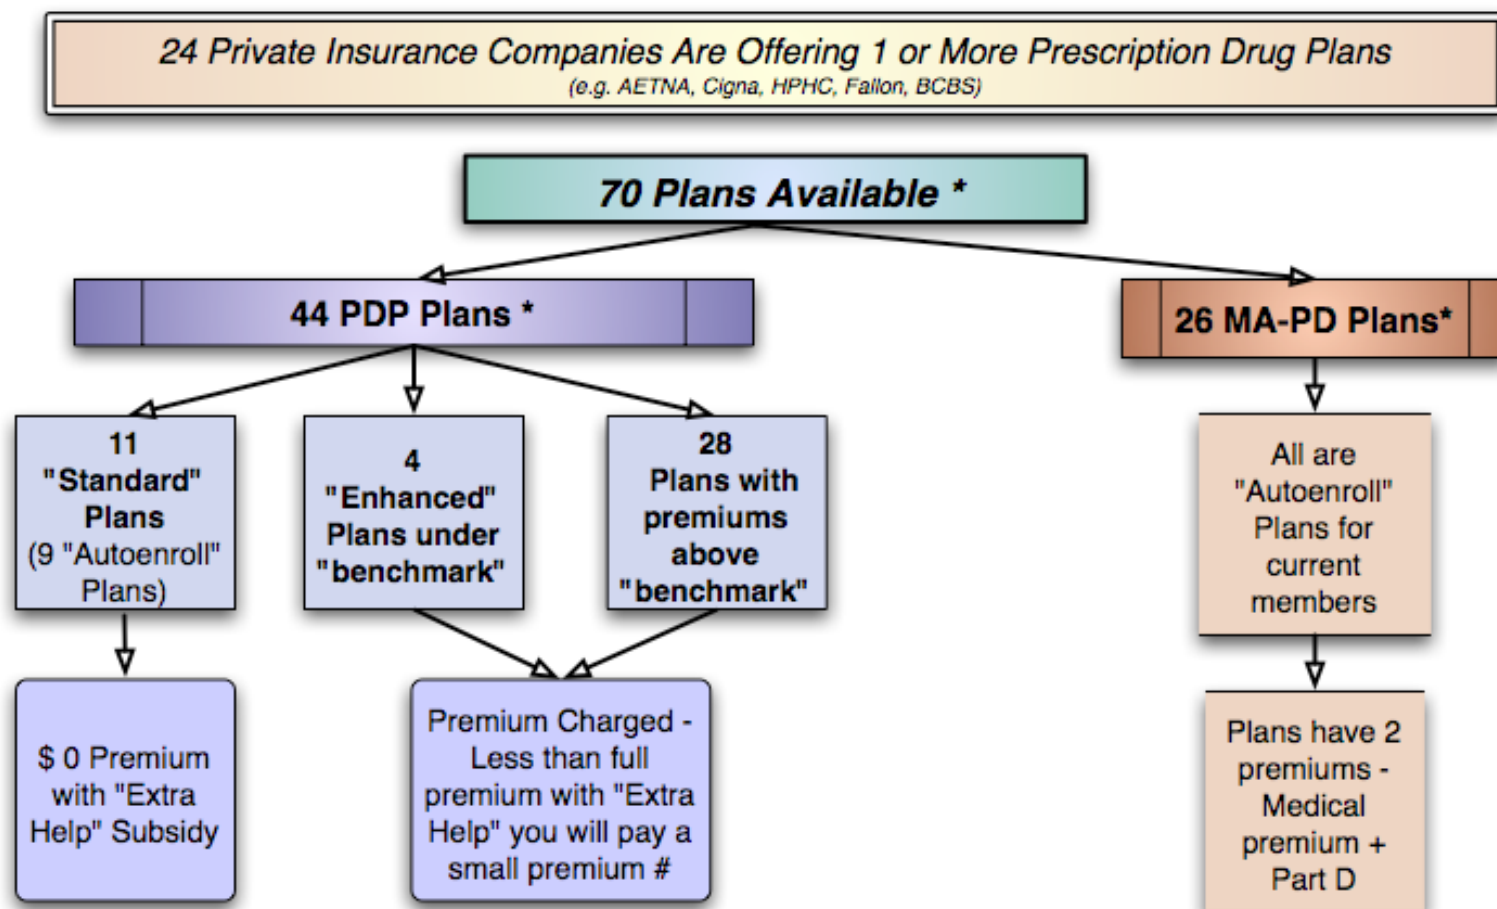 24 Private Insurance Companies Are Offering 1 or More Prescription Drug Plans
(e.g. AETNA, Cigna, HPHC, Fallon, BCBS)
70 Plans Available *
44 PDP Plans *
26 MA-PD Plans*
11
"Standard"
Plans
(9 "Autoenroll"
Plans)
4
"Enhanced"
Plans under
"benchmark"
28
Plans with
premiums
above
"benchmark"
All are
"Autoenroll"
Plans for
current
members
$ 0 Premium
with "Extra
Help" Subsidy
Premium Charged -
Less than full
premium with "Extra
Help" you will pay a
small premium #
Plans have 2
premiums -
Medical
premium +
Part D